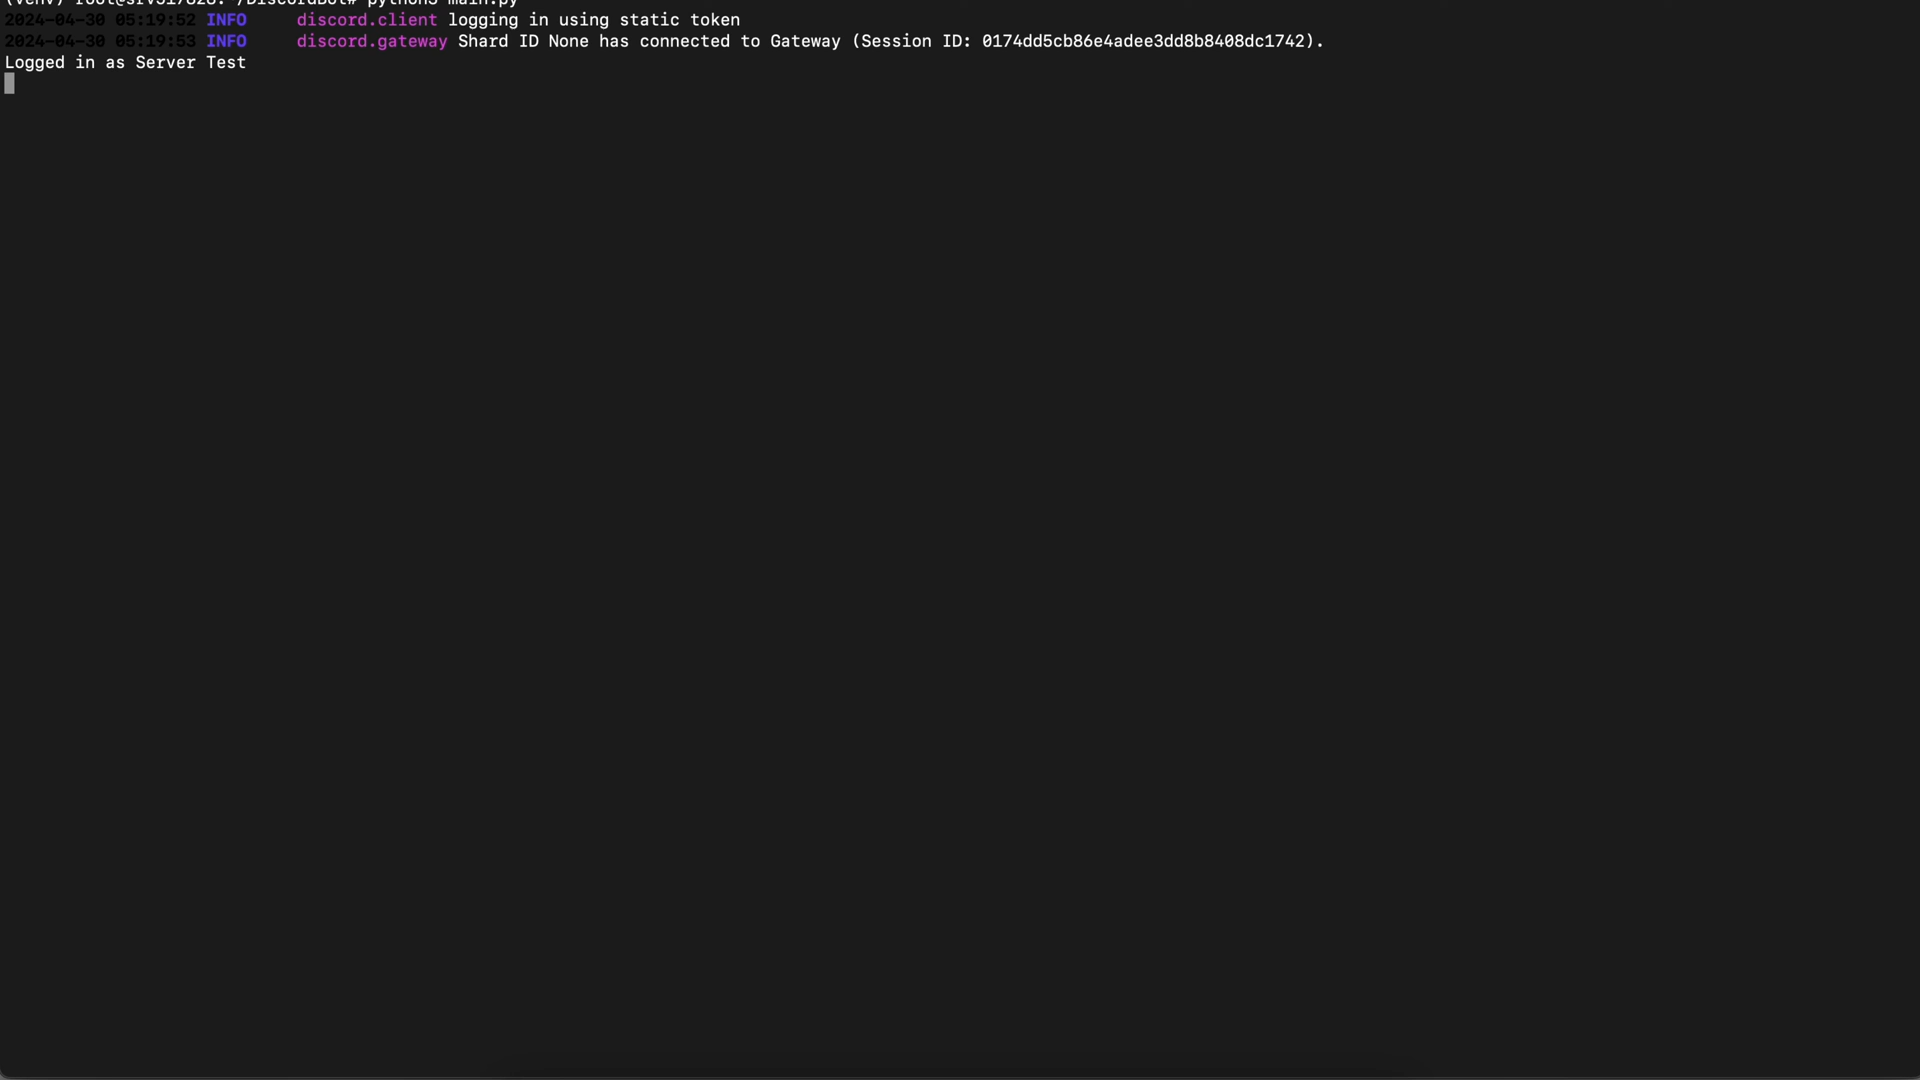 (venv) root@srv517828:~/DiscordBot# python3 main.py
2024-04-30 05:19:52 INFO     discord.client logging in using static token
2024-04-30 05:19:53 INFO     discord.gateway Shard ID None has connected to Gateway (Session ID: 0174dd5cb86e4adee3dd8b8408dc1742).
Logged in as Server Test